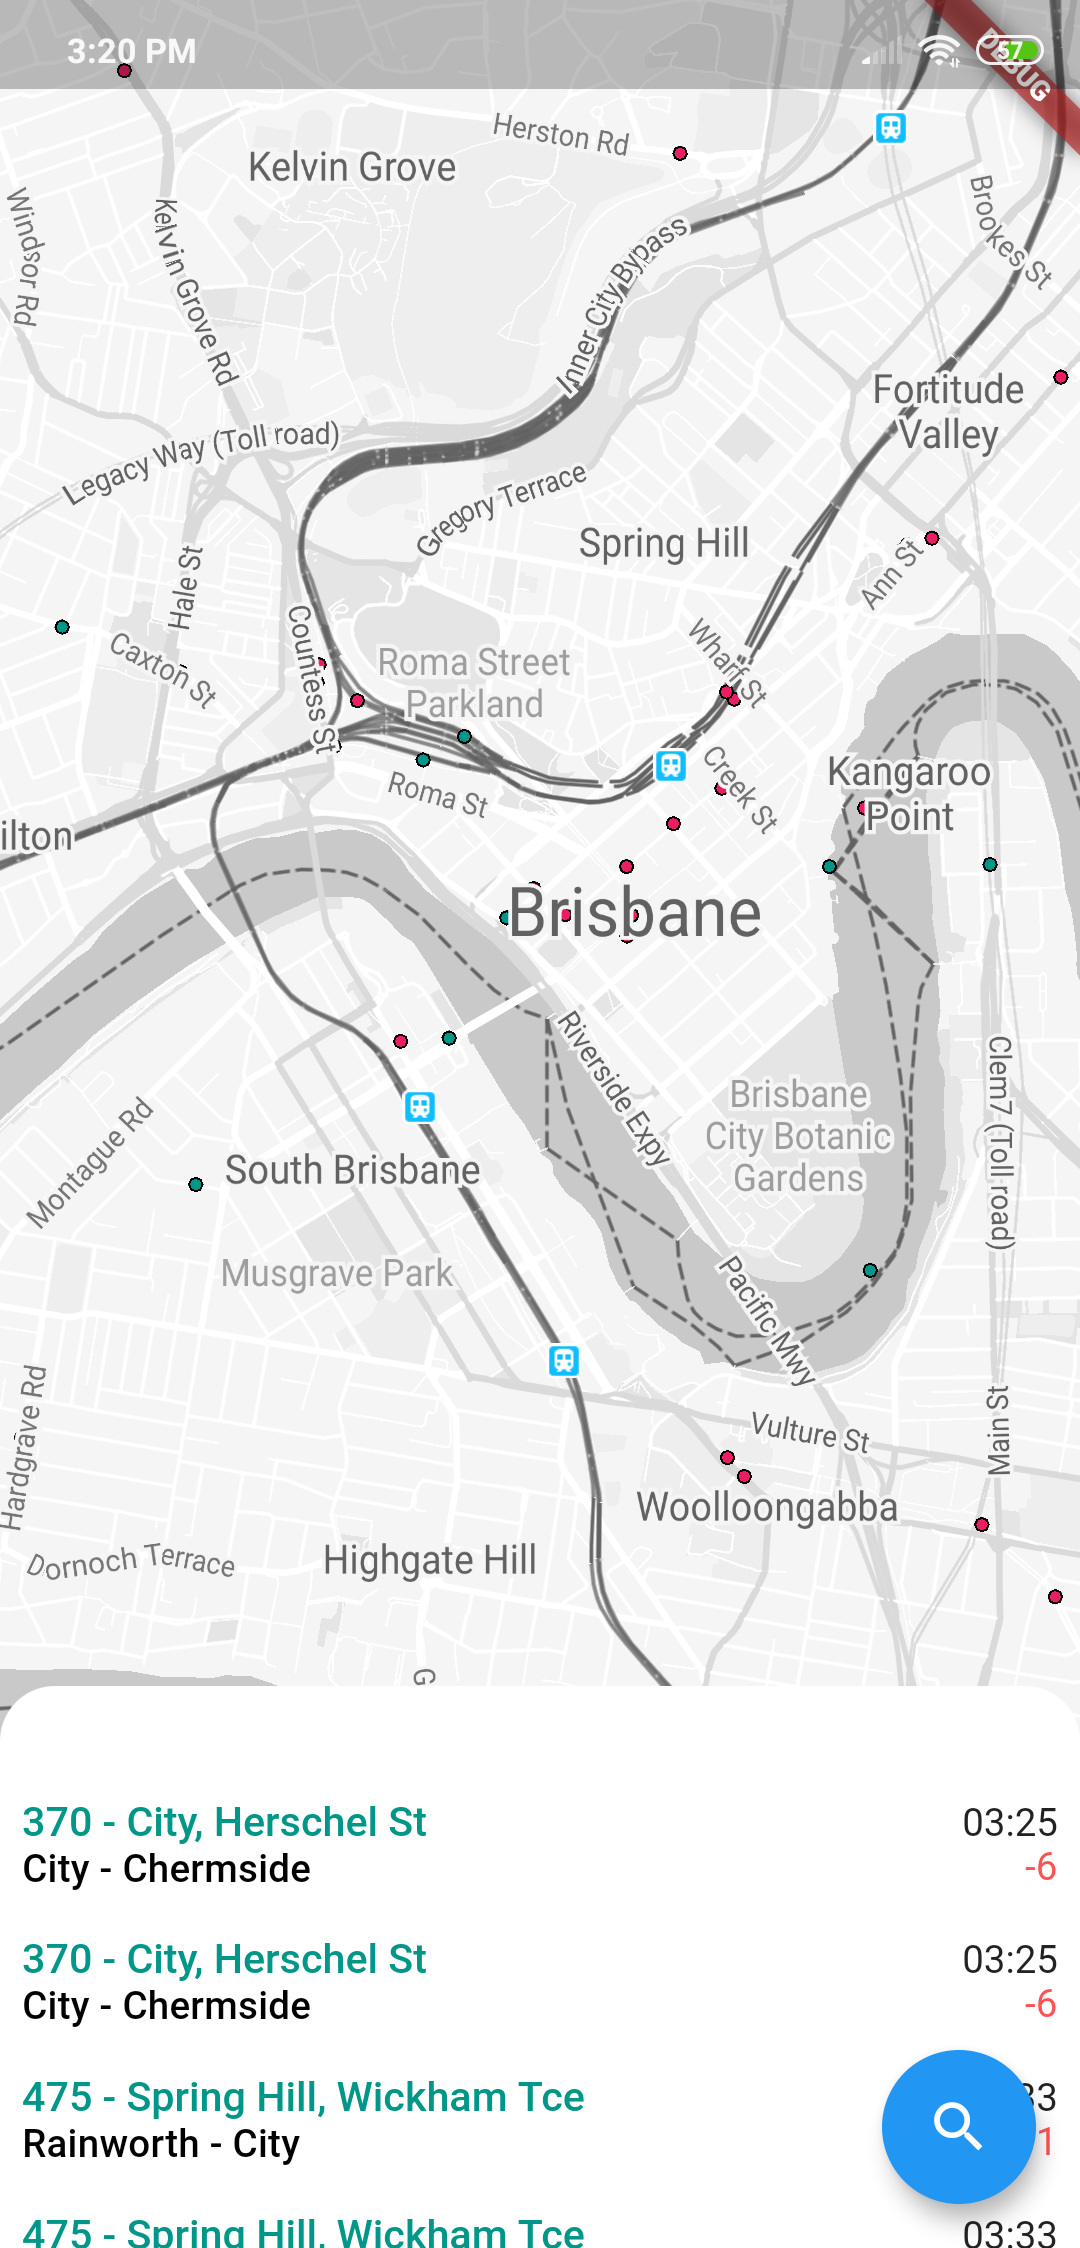 3:20 PM
57
DEBUG
Herston Rd
Kelvin Grove
Windsor Rd
Kelvin Grove Rd
Inner City Bypass
Brookes St
Fortitude
Valley
Legacy Way (Toll road)
Gregory Terrace
Spring Hill
Ann St
Hale St
Countess St
Caxton St
Roma Street
Parkland
Wharf St
Roma St
Creek St
Kangaroo
Point
ilton
Brisbane
Riverside Expy
Clem7 (Toll road)
Brisbane
City Botanic
Gardens
Montague Rd
South Brisbane
Musgrave Park
Pacific Mwy
Hardgrave Rd
Main St
Vulture St
Woolloongabba
Dornoch Terrace
Highgate Hill
G
370 - City, Herschel St
03:25
City - Chermside
-6
370 - City, Herschel St
03:25
City - Chermside
-6
475 - Spring Hill, Wickham Tce
33
Rainworth - City
1
475 - Spring Hill, Wickham Tce
03:33